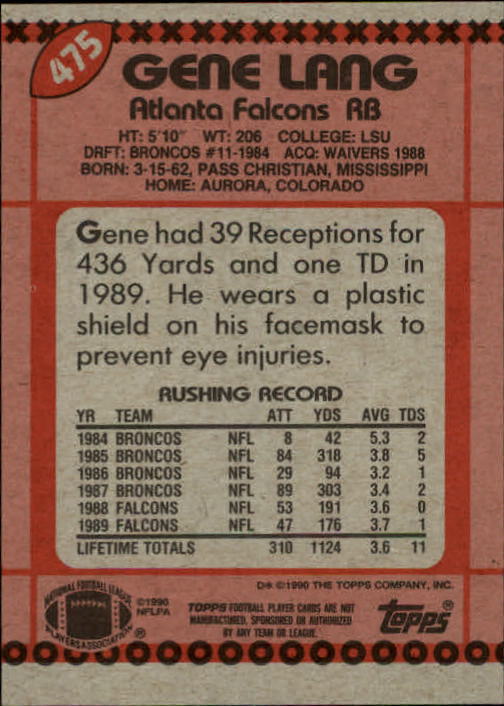 475
GENE LANG
Atlanta Falcons RB
HT: 5'10" WT: 206 COLLEGE: LSU
DRFT: BRONCOS #11-1984 ACQ: WAIVERS 1988
BORN: 3-15-62, PASS CHRISTIAN, MISSISSIPPI
HOME: AURORA, COLORADO
Gene had 39 Receptions for
436 Yards and one TD in
1989. He wears a plastic
shield on his facemask to
prevent eye injuries.
RUSHING RECORD
YR TEAM ATT YDS AVG TDS
1984 BRONCOS NFL 8 42 5.3 2
1985 BRONCOS NFL 84 318 3.8 5
1986 BRONCOS NFL 29 94 3.2 1
1987 BRONCOS NFL 89 303 3.4 2
1988 FALCONS NFL 53 191 3.6 0
1989 FALCONS NFL 47 176 3.7 1
LIFETIME TOTALS 310 1124 3.6 11
D* ©1990 THE TOPPS COMPANY, INC.
NATIONAL FOOTBALL LEAGUE
PLAYERS ASSOCIATION ®
©1990
NFLPA
TOPPS FOOTBALL PLAYER CARDS ARE NOT
MANUFACTURED, SPONSORED OR AUTHORIZED
BY ANY TEAM OR LEAGUE.
topps®